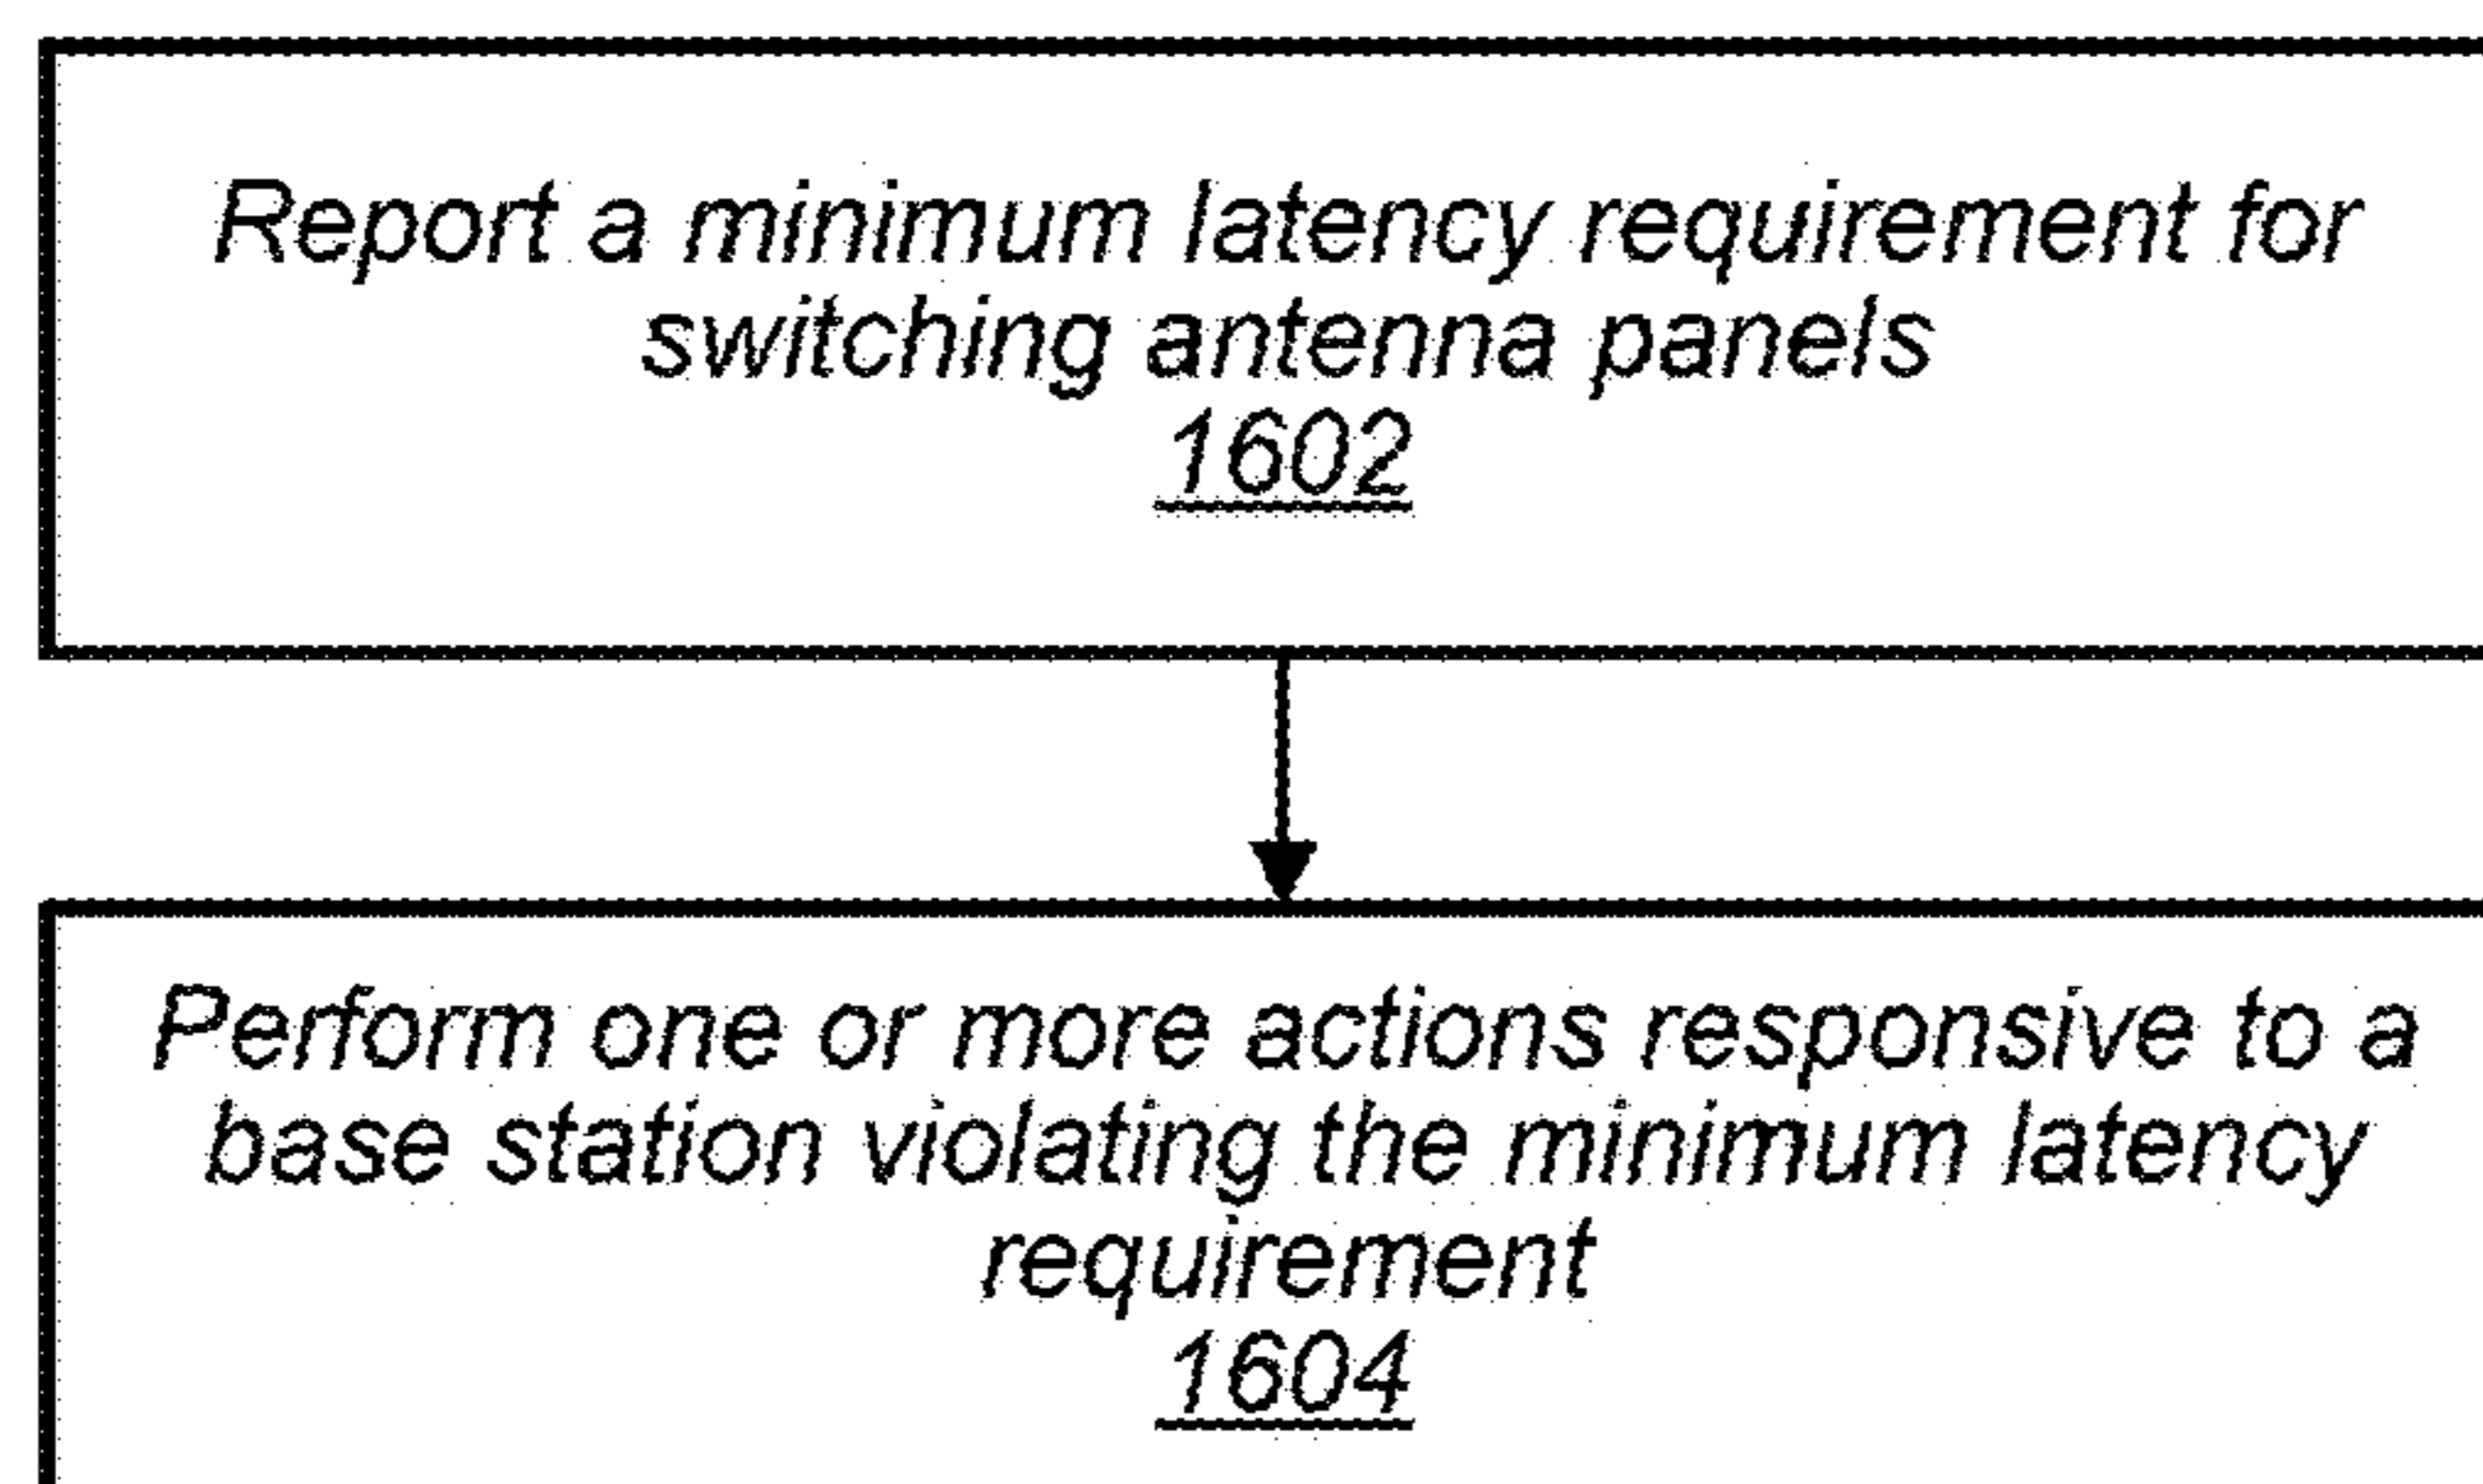 Report a minimum latency requirement for
switching antenna panels
1602
Perform one or more actions responsive to a
base station violating the minimum latency
requirement
1604